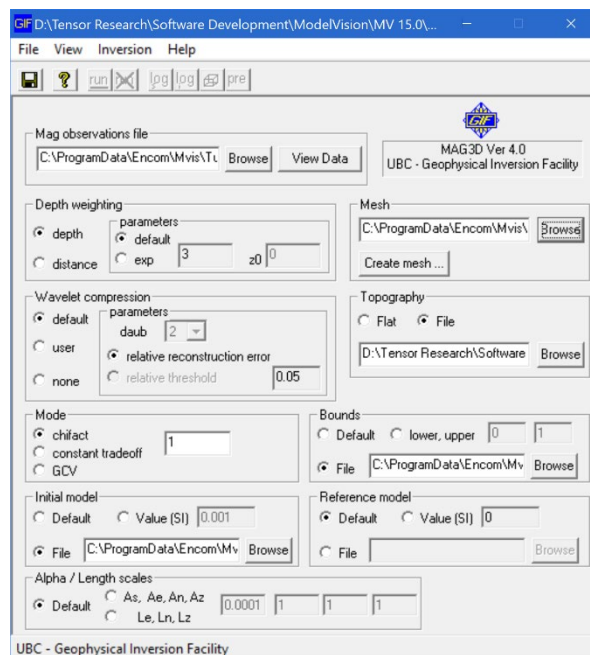 GIF D:\Tensor Research\Software Development\ModelVision\MV 15.0\...
File View Inversion Help
run log log pre
GIF
Mag observations file
C:\ProgramData\Encom\Mvis\Tu Browse View Data
MAG3D Ver 4.0
UBC - Geophysical Inversion Facility
Depth weighting
parameters
depth default
distance exp 3 z0 0
Mesh
C:\ProgramData\Encom\Mvis\ Browse
Create mesh ...
Wavelet compression
parameters
default daub 2
user relative reconstruction error
none relative threshold 0.05
Topography
Flat File
D:\Tensor Research\Software Browse
Mode
chifact 1
constant tradeoff
GCV
Bounds
Default lower, upper 0 1
File C:\ProgramData\Encom\Mv Browse
Initial model
Default Value (SI) 0.001
File C:\ProgramData\Encom\Mv Browse
Reference model
Default Value (SI) 0
File Browse
Alpha / Length scales
Default As, Ae, An, Az 0.0001 1 1 1
Le, Ln, Lz
UBC - Geophysical Inversion Facility